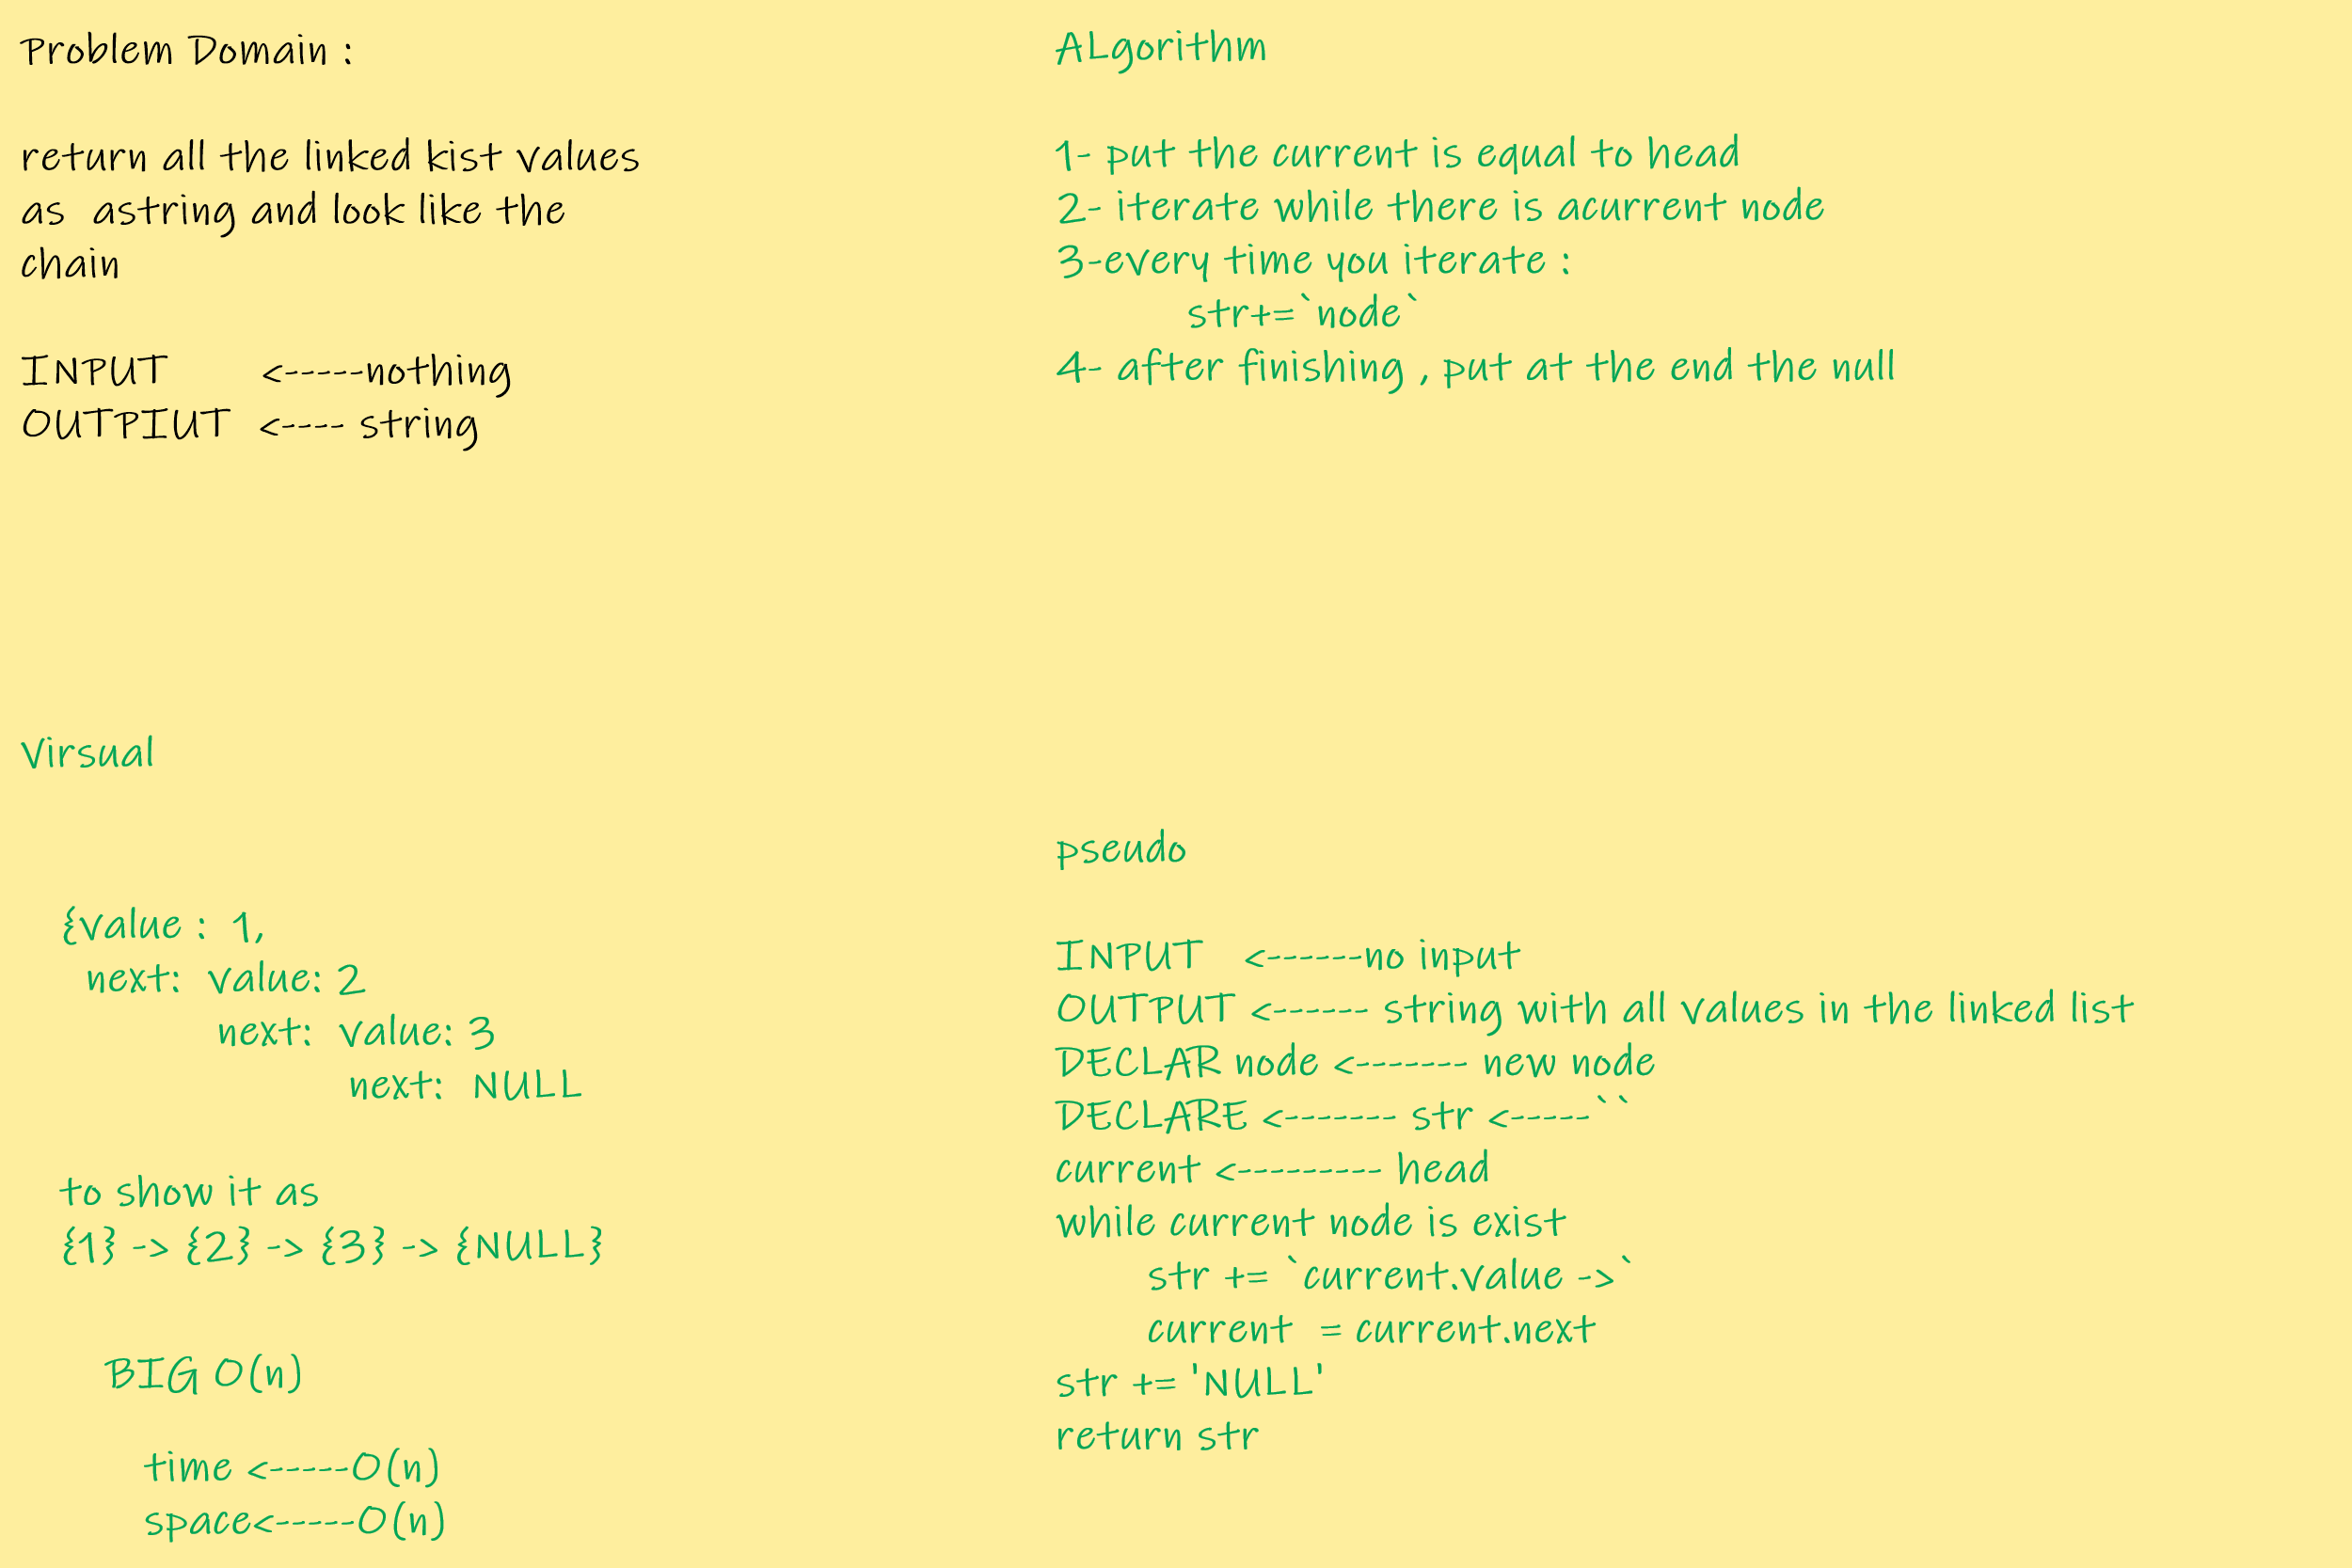 Problem Domain :
return all the linked kist values
as  astring and look like the
chain
INPUT        <-----nothing
OUTPIUT  <---- string
Virsual
{value :  1,
next:  value: 2
next:  value: 3
next:  NULL
to show it as
{1} -> {2} -> {3} -> {NULL}
BIG O(n)
time <-----O(n)
space<-----O(n)
ALgorithm
1- put the current is equal to head
2- iterate while there is acurrent node
3-every time you iterate :
str+=`node`
4- after finishing , put at the end the null
pseudo
INPUT   <------no input
OUTPUT <------ string with all values in the linked list
DECLAR node <------- new node
DECLARE <------- str <-----``
current <--------- head
while current node is exist
str += `current.value ->`
current  = current.next
str += 'NULL'
return str